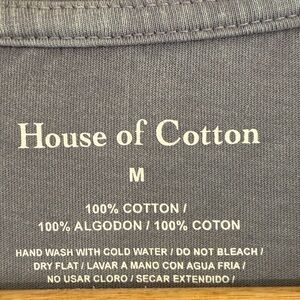 House of Cotton
M
100% COTTON /
100% ALGODON / 100% COTON
HAND WASH WITH COLD WATER / DO NOT BLEACH /
DRY FLAT / LAVAR A MANO CON AGUA FRIA /
NO USAR CLORO / SECAR EXTENDIDO /